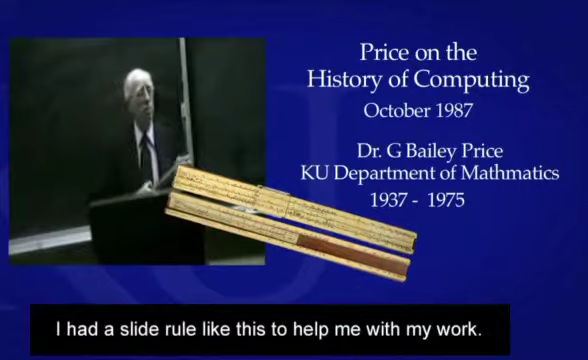 Price on the
History of Computing
October 1987
Dr. G Bailey Price
KU Department of Mathmatics
1937 - 1975
I had a slide rule like this to help me with my work.